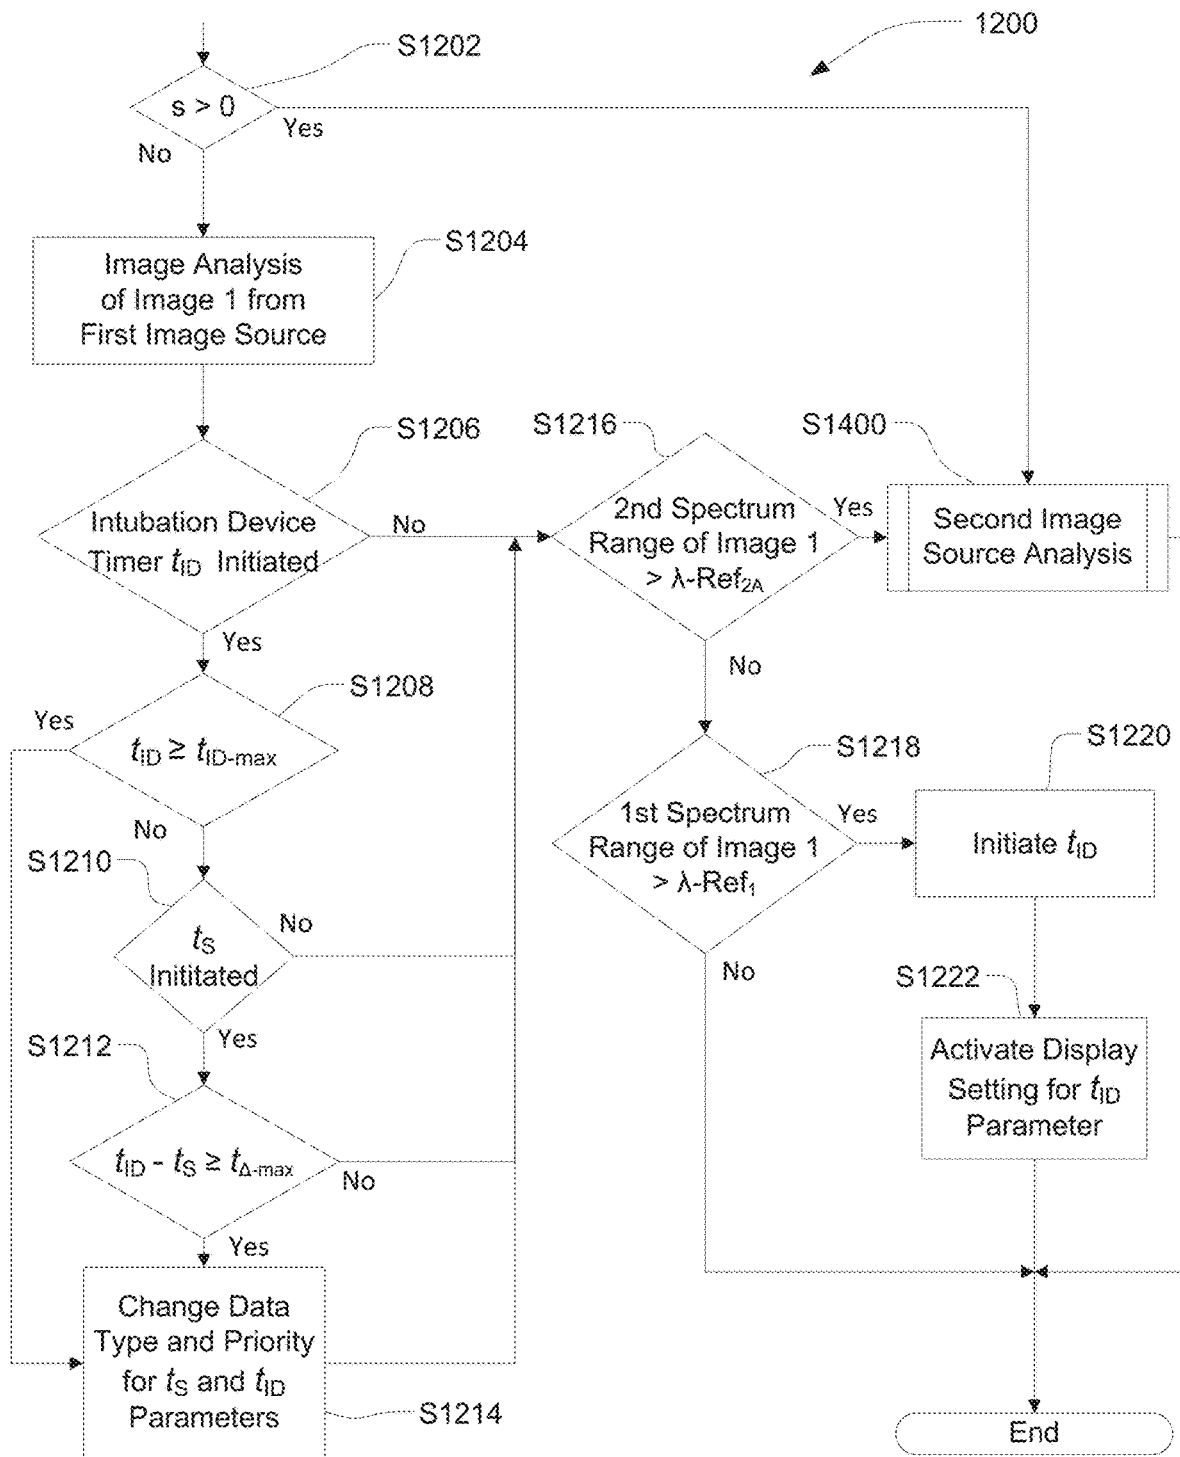 1200
S1202
s > 0
Yes
No
S1204
Image Analysis
of Image 1 from
First Image Source
S1206
Intubation Device
Timer tID Initiated
No
Yes
S1208
Yes
tID ≥ tID-max
No
S1210
tS
Inititated
No
Yes
S1212
tID - tS ≥ tΔ-max
No
Yes
Change Data
Type and Priority
for tS and tID
Parameters
S1214
S1216
2nd Spectrum
Range of Image 1
> λ-Ref2A
Yes
No
S1400
Second Image
Source Analysis
S1218
1st Spectrum
Range of Image 1
> λ-Ref1
Yes
No
S1220
Initiate tID
S1222
Activate Display
Setting for tID
Parameter
End